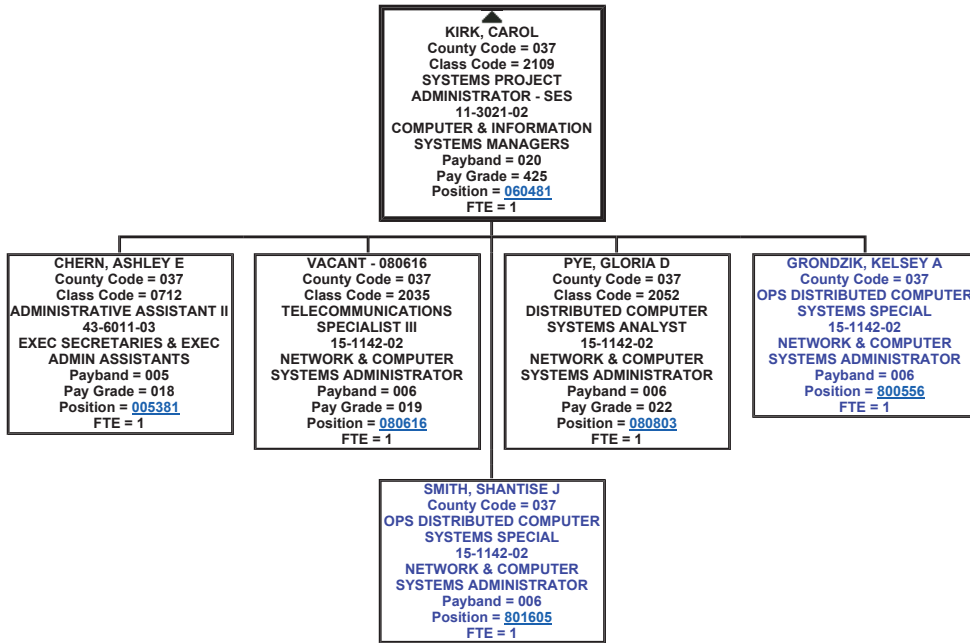 KIRK, CAROL
County Code = 037
Class Code = 2109
SYSTEMS PROJECT
ADMINISTRATOR - SES
11-3021-02
COMPUTER & INFORMATION
SYSTEMS MANAGERS
Payband = 020
Pay Grade = 425
Position = 060481
FTE = 1
CHERN, ASHLEY E
County Code = 037
Class Code = 0712
ADMINISTRATIVE ASSISTANT II
43-6011-03
EXEC SECRETARIES & EXEC
ADMIN ASSISTANTS
Payband = 005
Pay Grade = 018
Position = 005381
FTE = 1
VACANT - 080616
County Code = 037
Class Code = 2035
TELECOMMUNICATIONS
SPECIALIST III
15-1142-02
NETWORK & COMPUTER
SYSTEMS ADMINISTRATOR
Payband = 006
Pay Grade = 019
Position = 080616
FTE = 1
PYE, GLORIA D
County Code = 037
Class Code = 2052
DISTRIBUTED COMPUTER
SYSTEMS ANALYST
15-1142-02
NETWORK & COMPUTER
SYSTEMS ADMINISTRATOR
Payband = 006
Pay Grade = 022
Position = 080803
FTE = 1
GRONDZIK, KELSEY A
County Code = 037
OPS DISTRIBUTED COMPUTER
SYSTEMS SPECIAL
15-1142-02
NETWORK & COMPUTER
SYSTEMS ADMINISTRATOR
Payband = 006
Position = 800556
FTE = 1
SMITH, SHANTISE J
County Code = 037
OPS DISTRIBUTED COMPUTER
SYSTEMS SPECIAL
15-1142-02
NETWORK & COMPUTER
SYSTEMS ADMINISTRATOR
Payband = 006
Position = 801605
FTE = 1